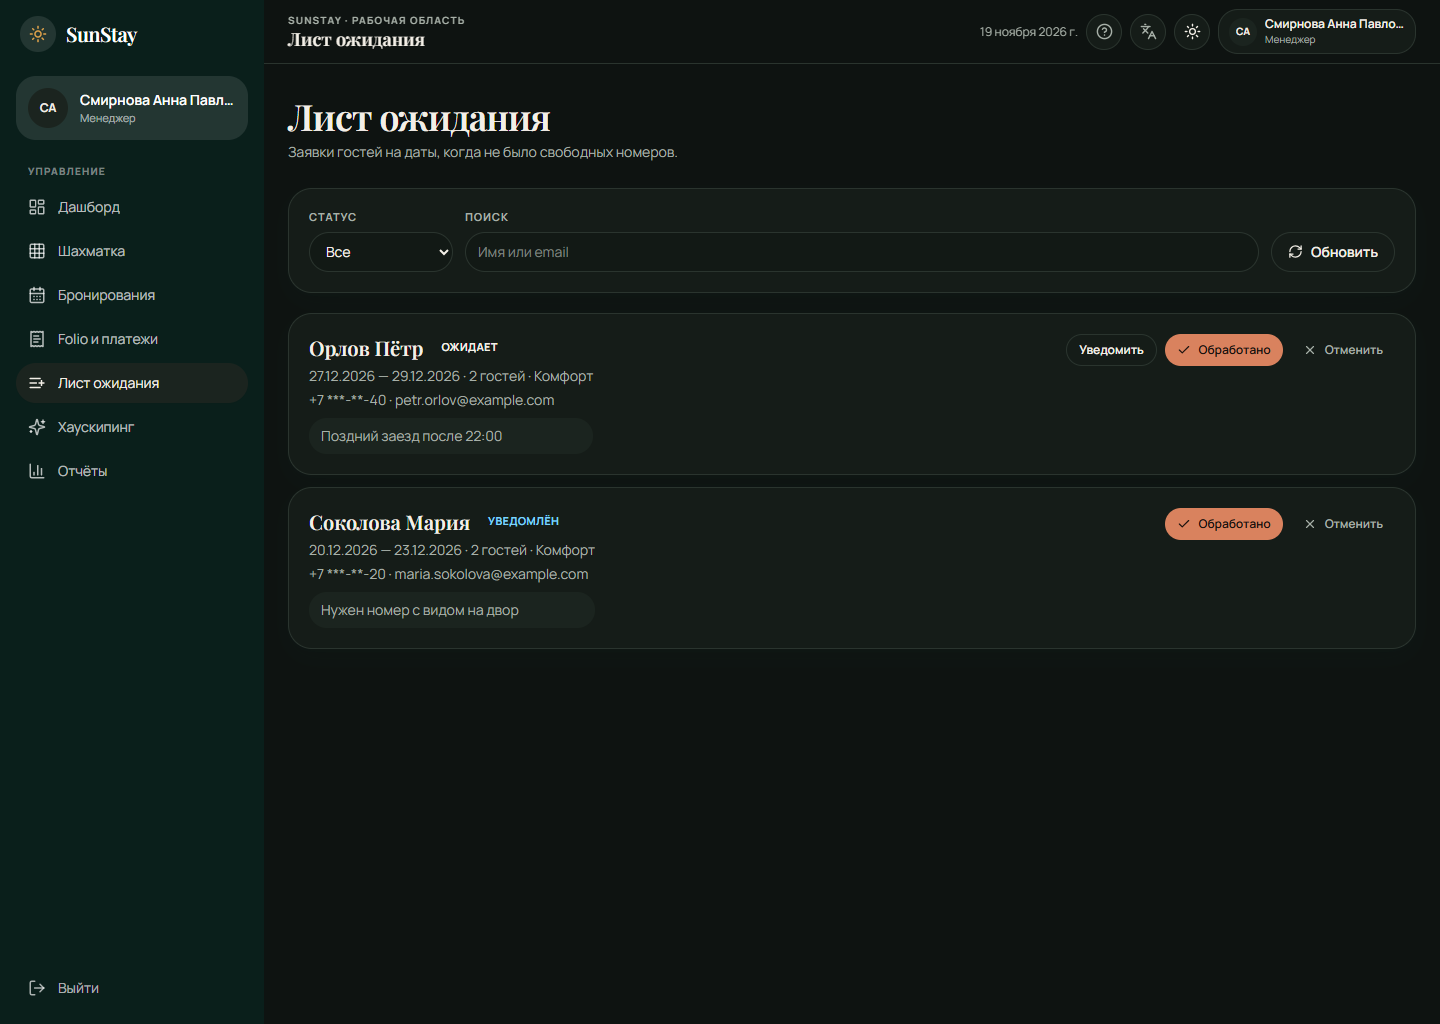 SunStay
СА
Смирнова Анна Павл...
Менеджер
УПРАВЛЕНИЕ
Дашборд
Шахматка
Бронирования
Folio и платежи
Лист ожидания
Хаускипинг
Отчёты
Выйти
SUNSTAY · РАБОЧАЯ ОБЛАСТЬ
Лист ожидания
19 ноября 2026 г.
СА
Смирнова Анна Павло...
Менеджер
Лист ожидания
Заявки гостей на даты, когда не было свободных номеров.
СТАТУС
ПОИСК
Все
Имя или email
Обновить
Орлов Пётр ОЖИДАЕТ
Уведомить
Обработано
Отменить
27.12.2026 — 29.12.2026 · 2 гостей · Комфорт
+7 ***-**-40 · petr.orlov@example.com
Поздний заезд после 22:00
Соколова Мария УВЕДОМЛЁН
Обработано
Отменить
20.12.2026 — 23.12.2026 · 2 гостей · Комфорт
+7 ***-**-20 · maria.sokolova@example.com
Нужен номер с видом на двор